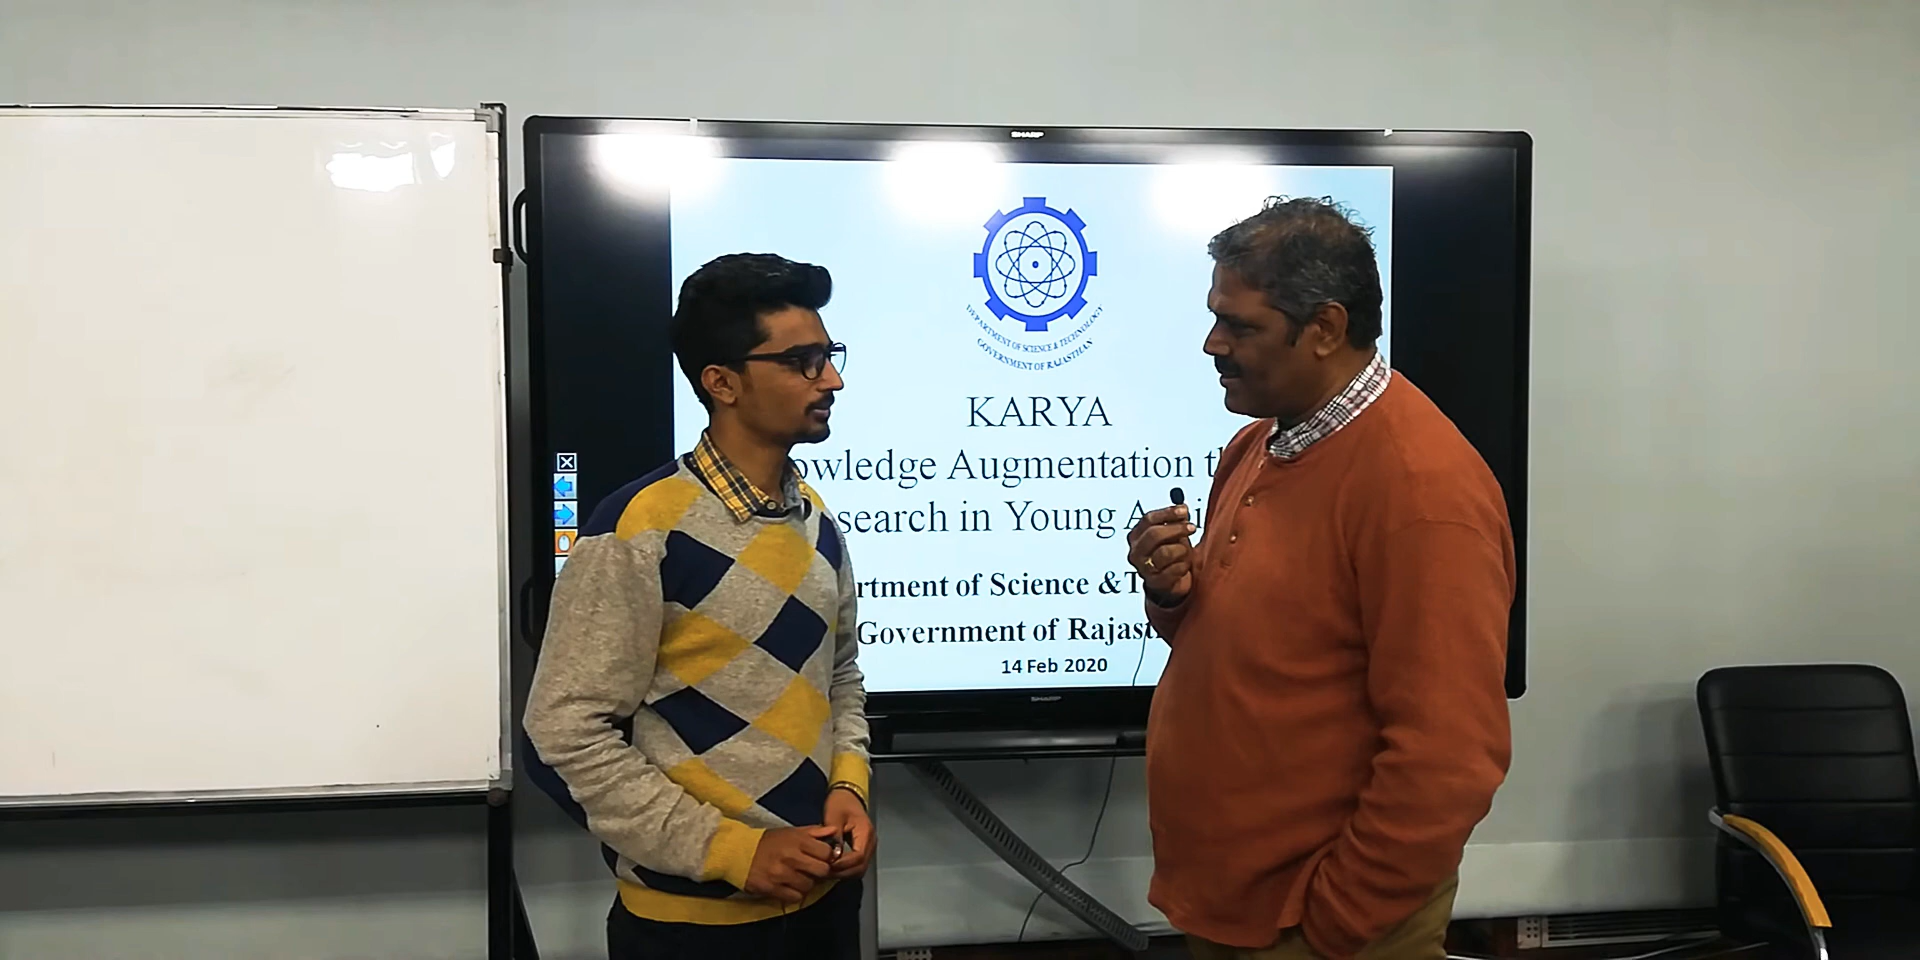 SHARP
DEPARTMENT OF SCIENCE & TECHNOLOGY
GOVERNMENT OF RAJASTHAN
KARYA
owledge Augmentation t
search in Young A
rtment of Science &T
Government of Rajast
14 Feb 2020
SHARP